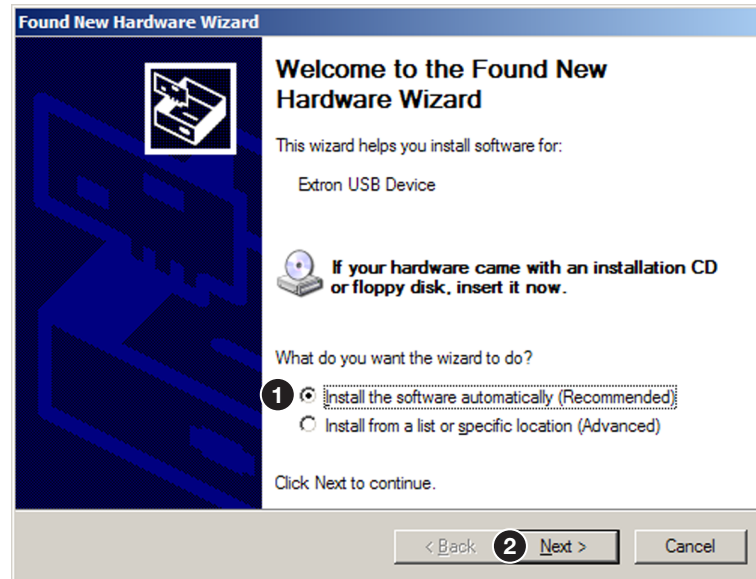 Found New Hardware Wizard
Welcome to the Found New
Hardware Wizard
This wizard helps you install software for:
Extron USB Device
If your hardware came with an installation CD
or floppy disk, insert it now.
What do you want the wizard to do?
1 Install the software automatically (Recommended)
Install from a list or specific location (Advanced)
Click Next to continue.
< Back 2 Next > Cancel